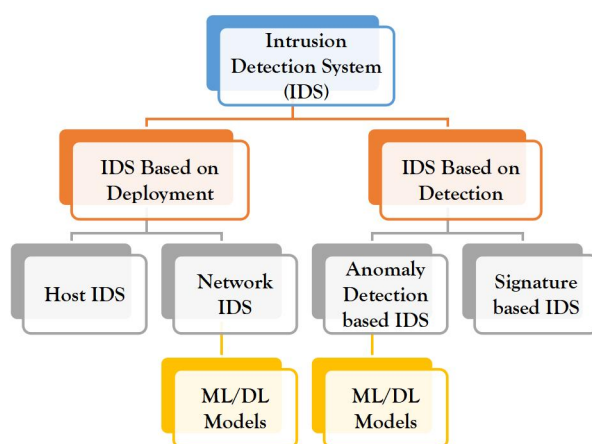 Intrusion
Detection System
(IDS)
IDS Based on
Deployment
IDS Based on
Detection
Host IDS
Network
IDS
Anomaly
Detection
based IDS
Signature
based IDS
ML/DL
Models
ML/DL
Models